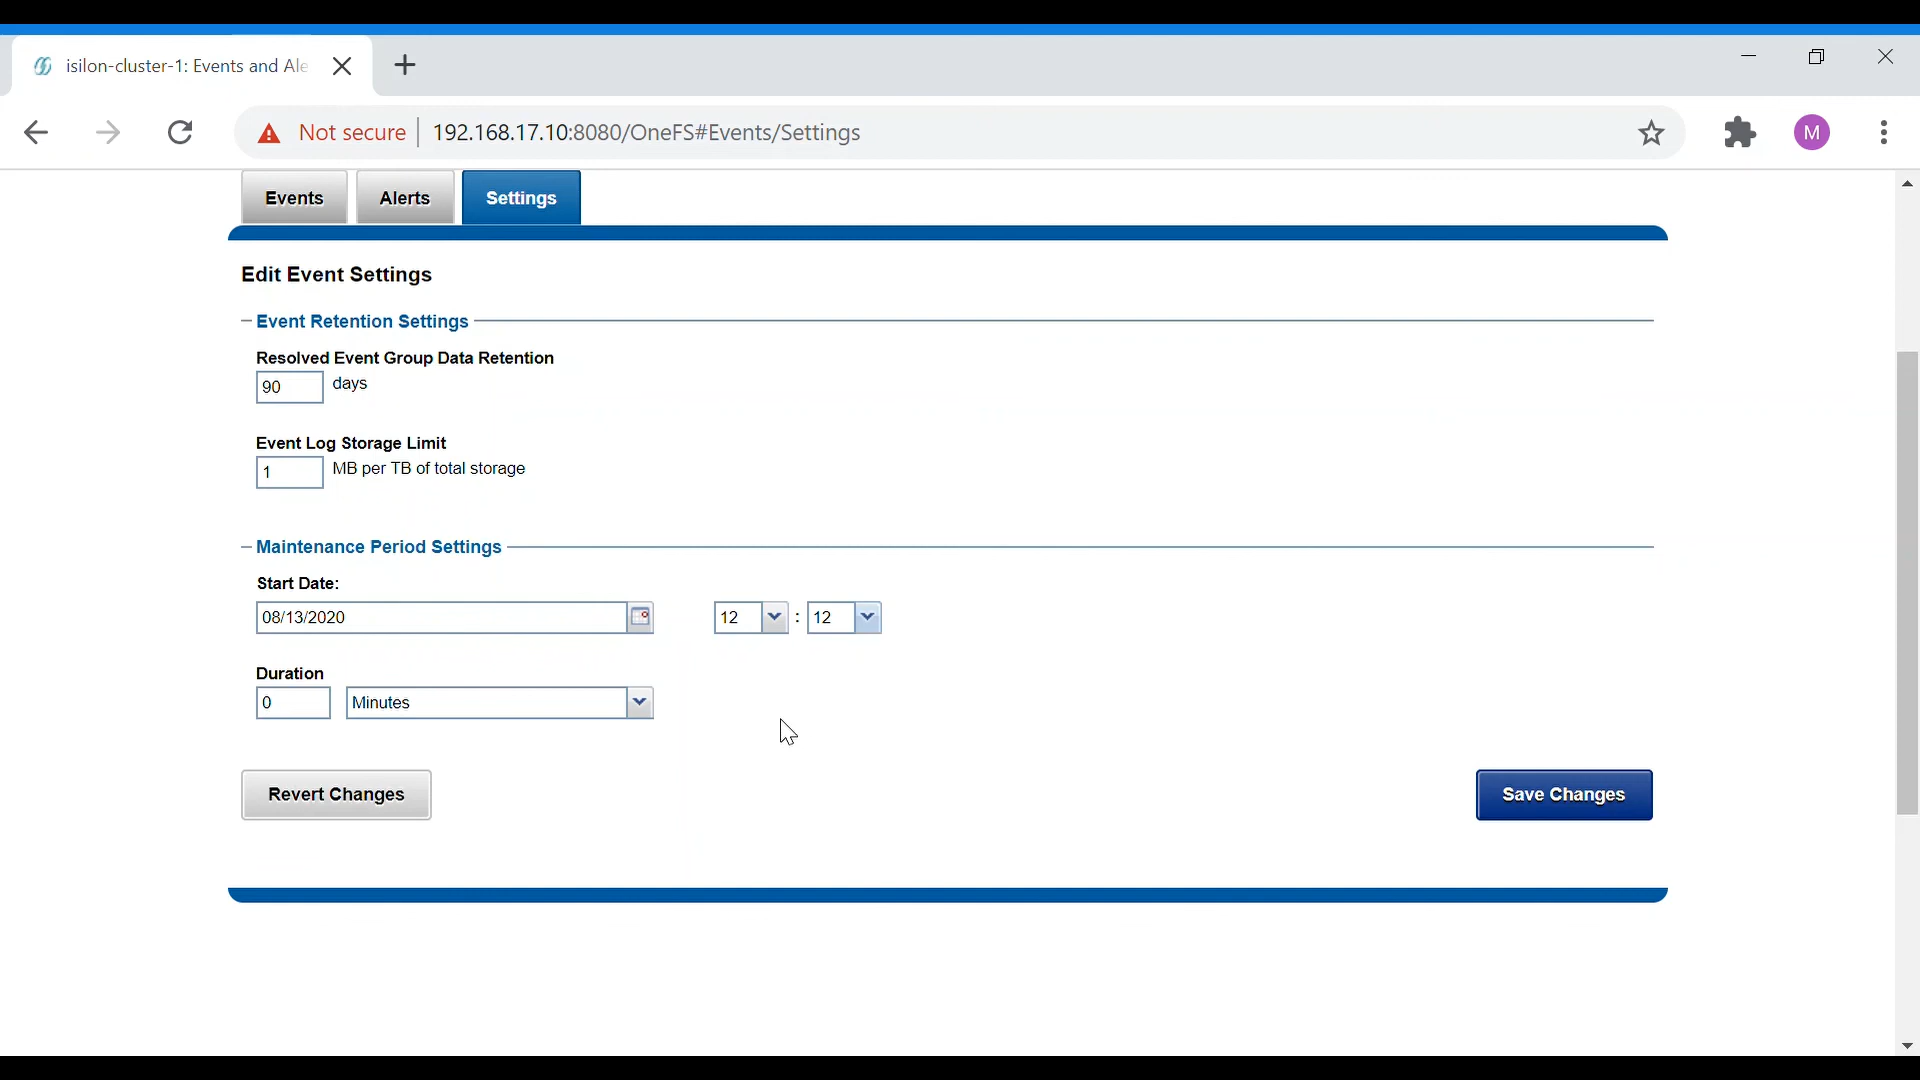 isilon-cluster-1: Events and Ale
Not secure
192.168.17.10:8080/OneFS#Events/Settings
M
Events
Alerts
Settings
Edit Event Settings
Event Retention Settings
Resolved Event Group Data Retention
90 days
Event Log Storage Limit
1 MB per TB of total storage
Maintenance Period Settings
Start Date:
08/13/2020 12 : 12
Duration
0 Minutes
Revert Changes
Save Changes